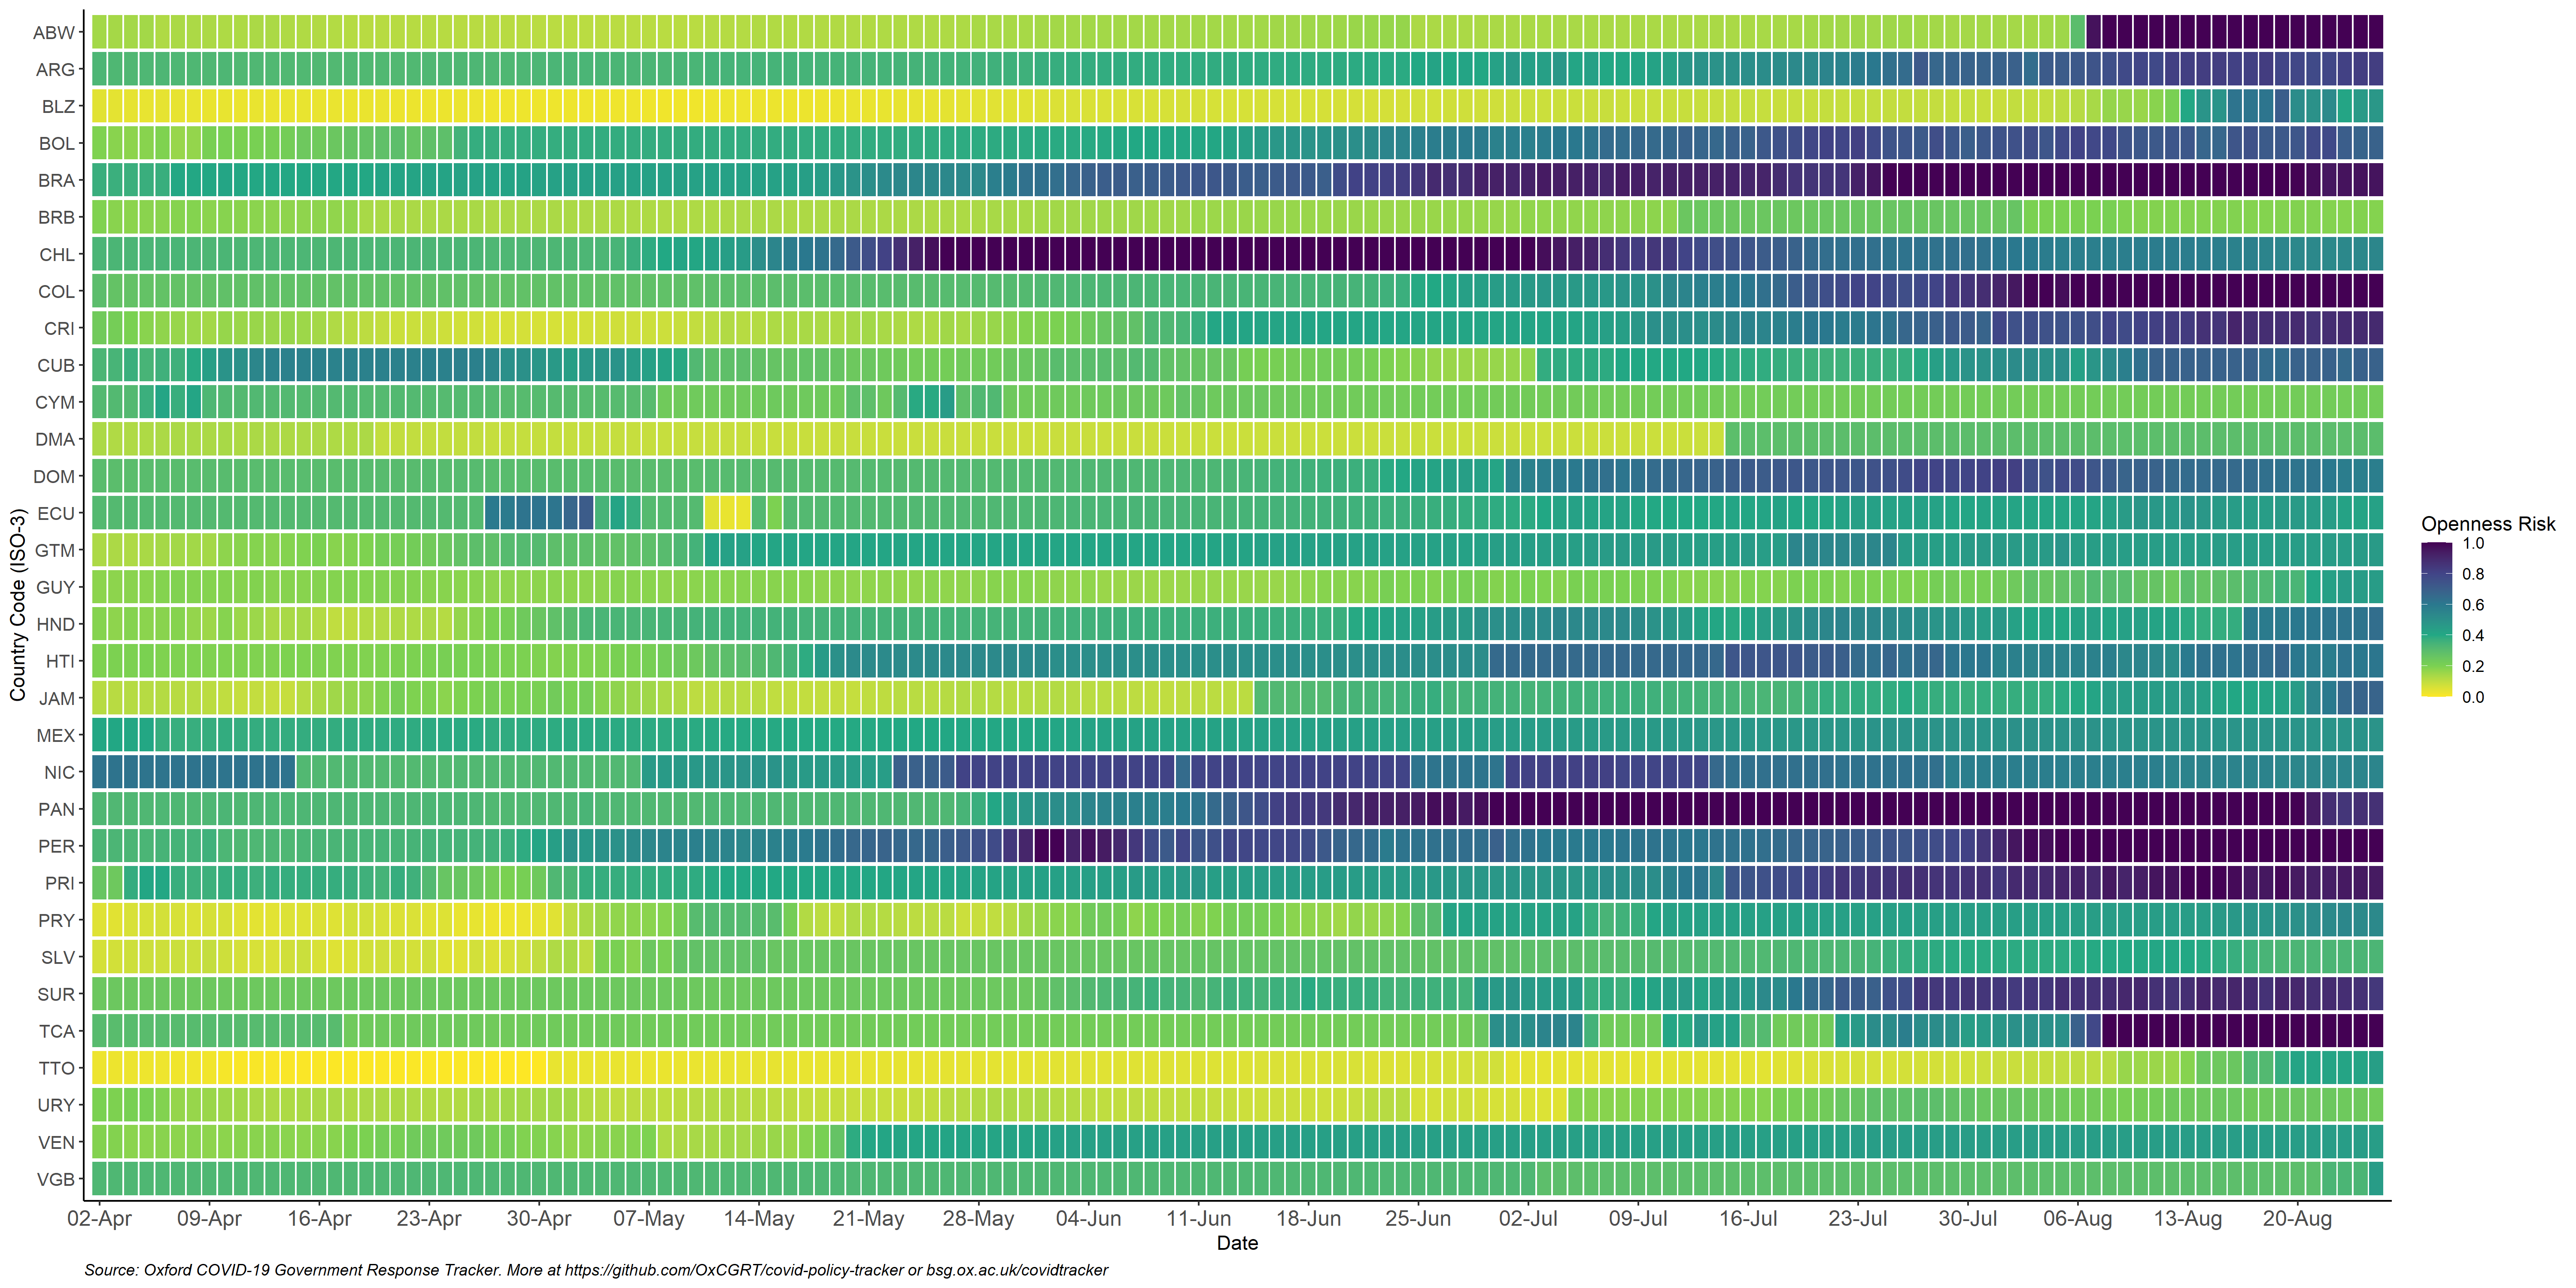 ABW
ARG
BLZ
BOL
BRA
BRB
CHL
COL
CRI
CUB
CYM
DMA
DOM
ECU
GTM
GUY
HND
HTI
JAM
MEX
NIC
PAN
PER
PRI
PRY
SLV
SUR
TCA
TTO
URY
VEN
VGB
Country Code (ISO-3)
02-Apr 09-Apr 16-Apr 23-Apr 30-Apr 07-May 14-May 21-May 28-May 04-Jun 11-Jun 18-Jun 25-Jun 02-Jul 09-Jul 16-Jul 23-Jul 30-Jul 06-Aug 13-Aug 20-Aug
Date
Openness Risk
1.0
0.8
0.6
0.4
0.2
0.0
Source: Oxford COVID-19 Government Response Tracker. More at https://github.com/OxCGRT/covid-policy-tracker or bsg.ox.ac.uk/covidtracker